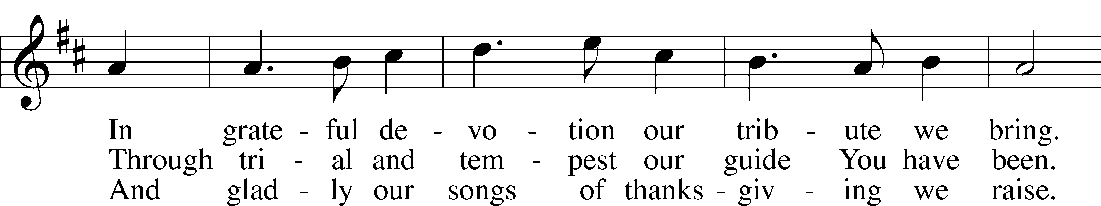 In grate - ful de - vo - tion our trib - ute we bring.
Through tri - al and tem - pest our guide You have been.
And glad - ly our songs of thanks - giv - ing we raise.